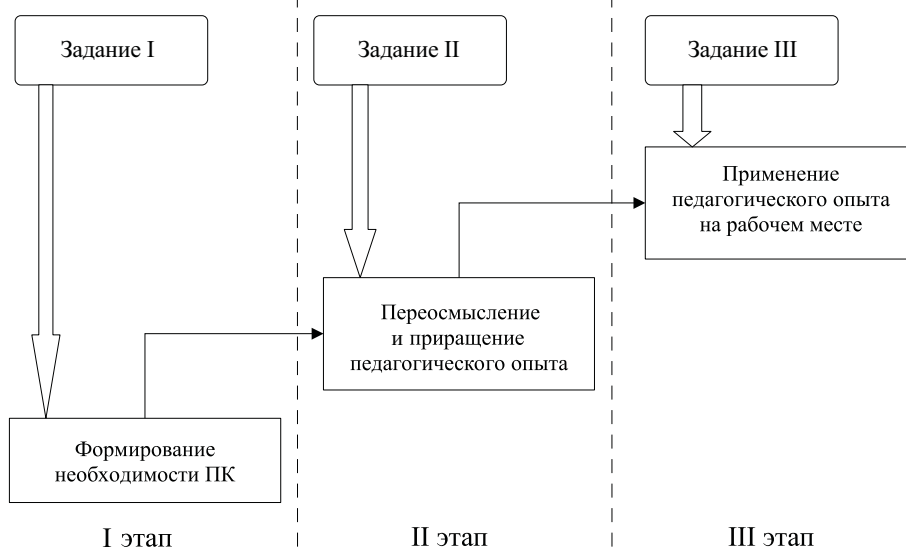 Задание I
Задание II
Задание III
Применение
педагогического опыта
на рабочем месте
Переосмысление
и приращение
педагогического опыта
Формирование
необходимости ПК
I этап
II этап
III этап